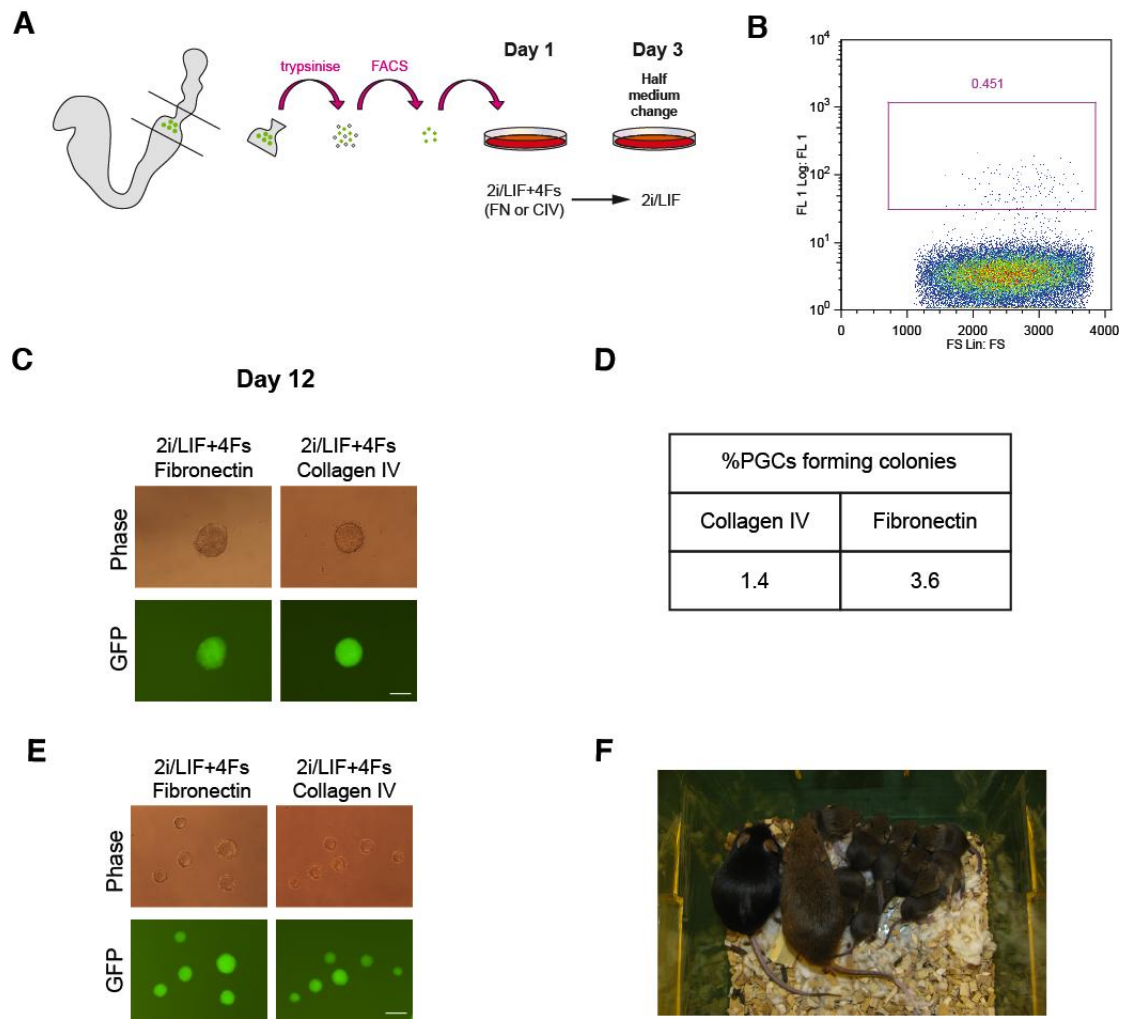 A
trypsinise
FACS
Day 1
Day 3
Half
medium
change
2i/LIF+4Fs
(FN or CIV)
2i/LIF
B
FL 1 Log: FL 1
10^4
10^3
10^2
10^1
10^0
0.451
0 1000 2000 3000 4000
FS Lin: FS
C
Day 12
2i/LIF+4Fs
Fibronectin
2i/LIF+4Fs
Collagen IV
Phase
GFP
D
%PGCs forming colonies
Collagen IV Fibronectin
1.4 3.6
E
2i/LIF+4Fs
Fibronectin
2i/LIF+4Fs
Collagen IV
Phase
GFP
F